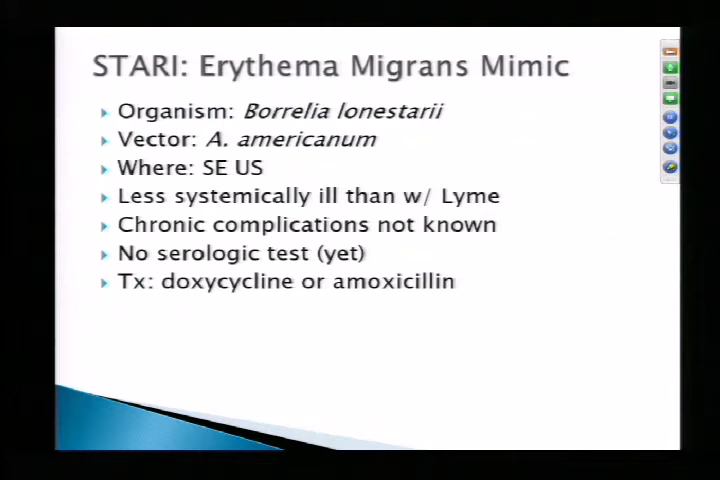 STARI: Erythema Migrans Mimic
Organism: Borrelia lonestarii
Vector: A. americanum
Where: SE US
Less systemically ill than w/ Lyme
Chronic complications not known
No serologic test (yet)
Tx: doxycycline or amoxicillin